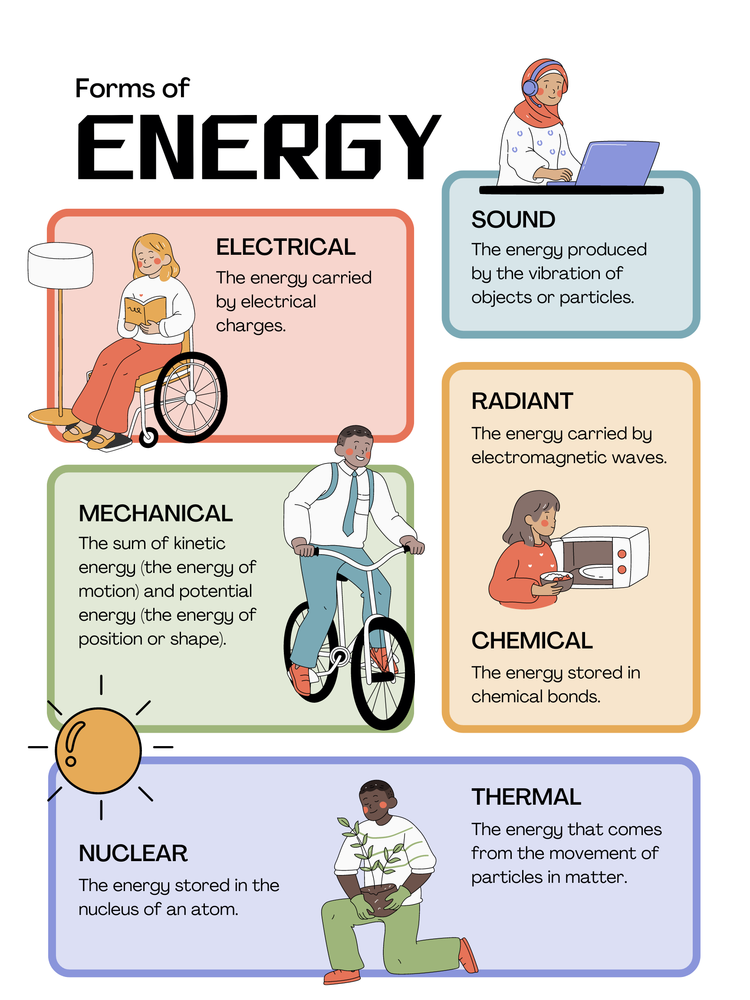 Forms of
ENERGY
SOUND
The energy produced
by the vibration of
objects or particles.
ELECTRICAL
The energy carried
by electrical
charges.
RADIANT
The energy carried by
electromagnetic waves.
MECHANICAL
The sum of kinetic
energy (the energy of
motion) and potential
energy (the energy of
position or shape).
CHEMICAL
The energy stored in
chemical bonds.
NUCLEAR
The energy stored in the
nucleus of an atom.
THERMAL
The energy that comes
from the movement of
particles in matter.